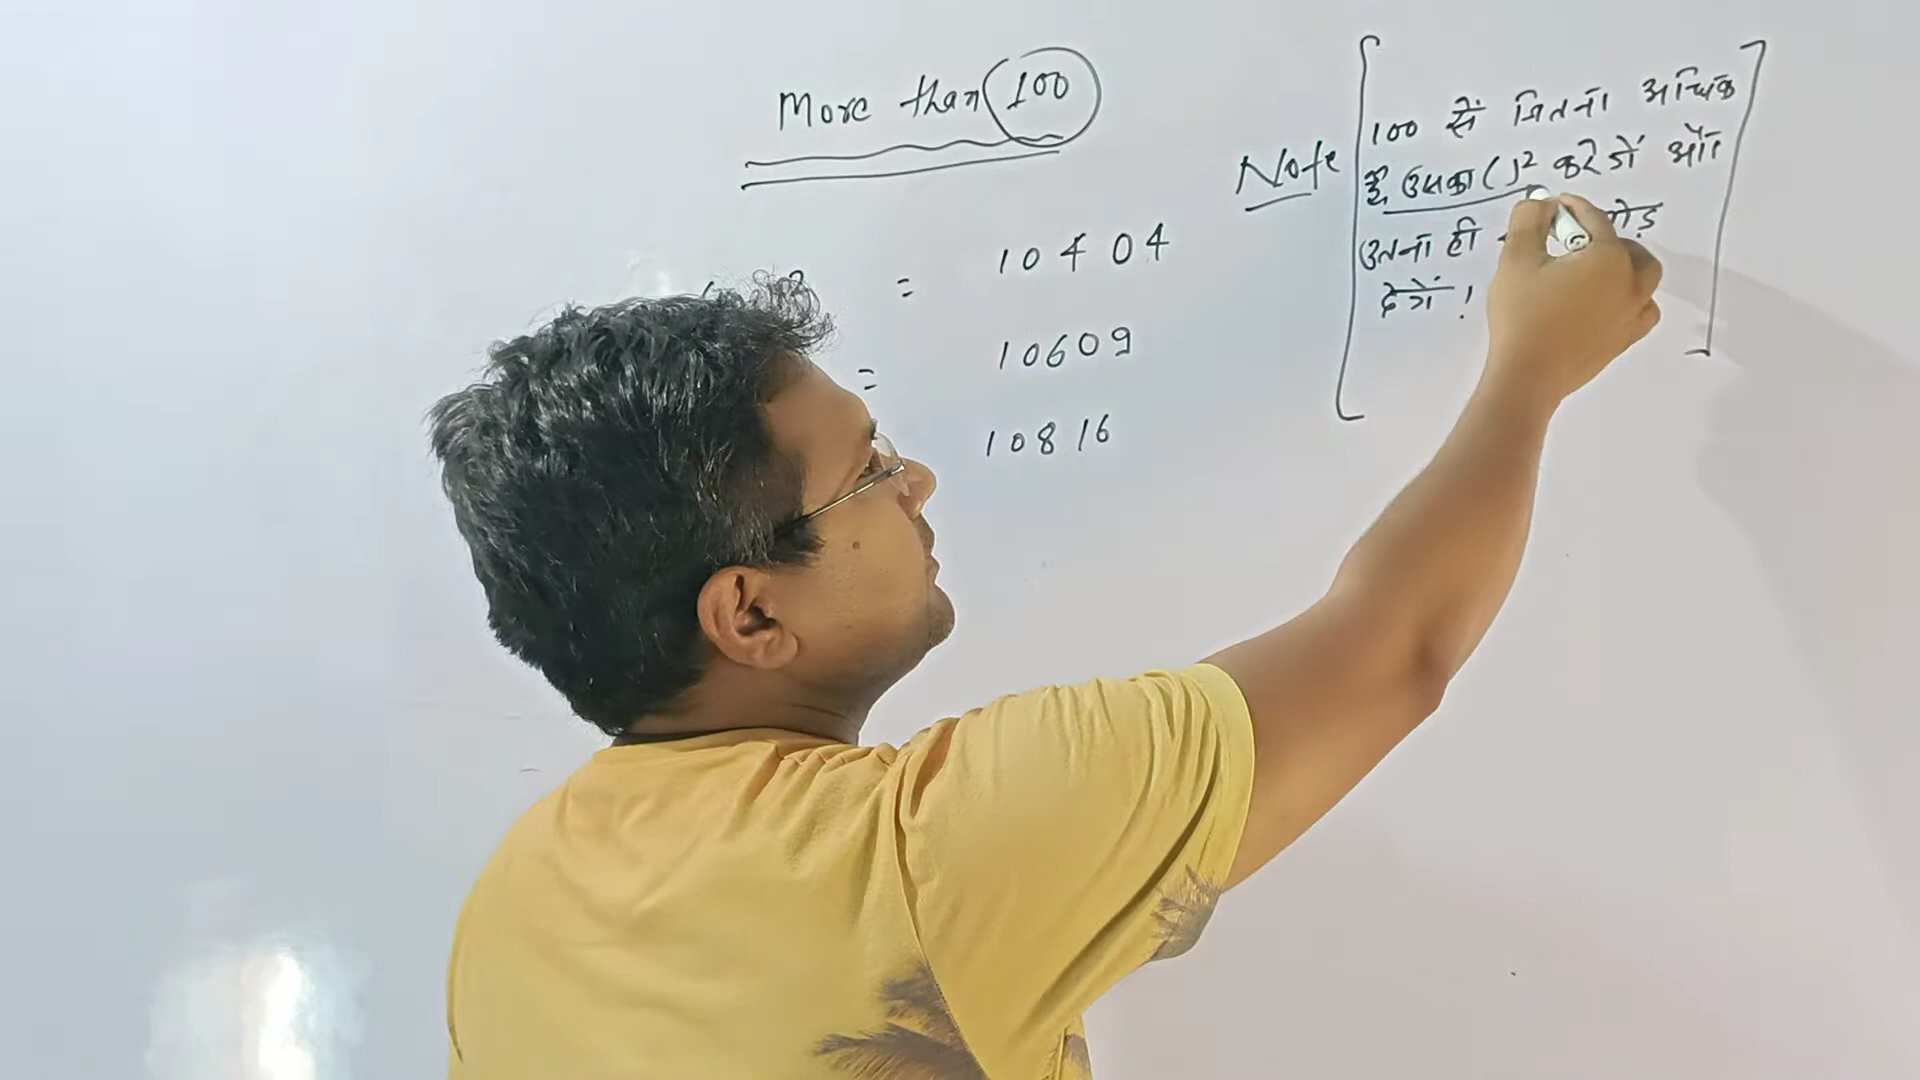 More than 100
= 10404
= 10609
10816
Note
100 से जितना अधिक
है उसका ( )² करेगें और
उतना ही जोड़
देगें !